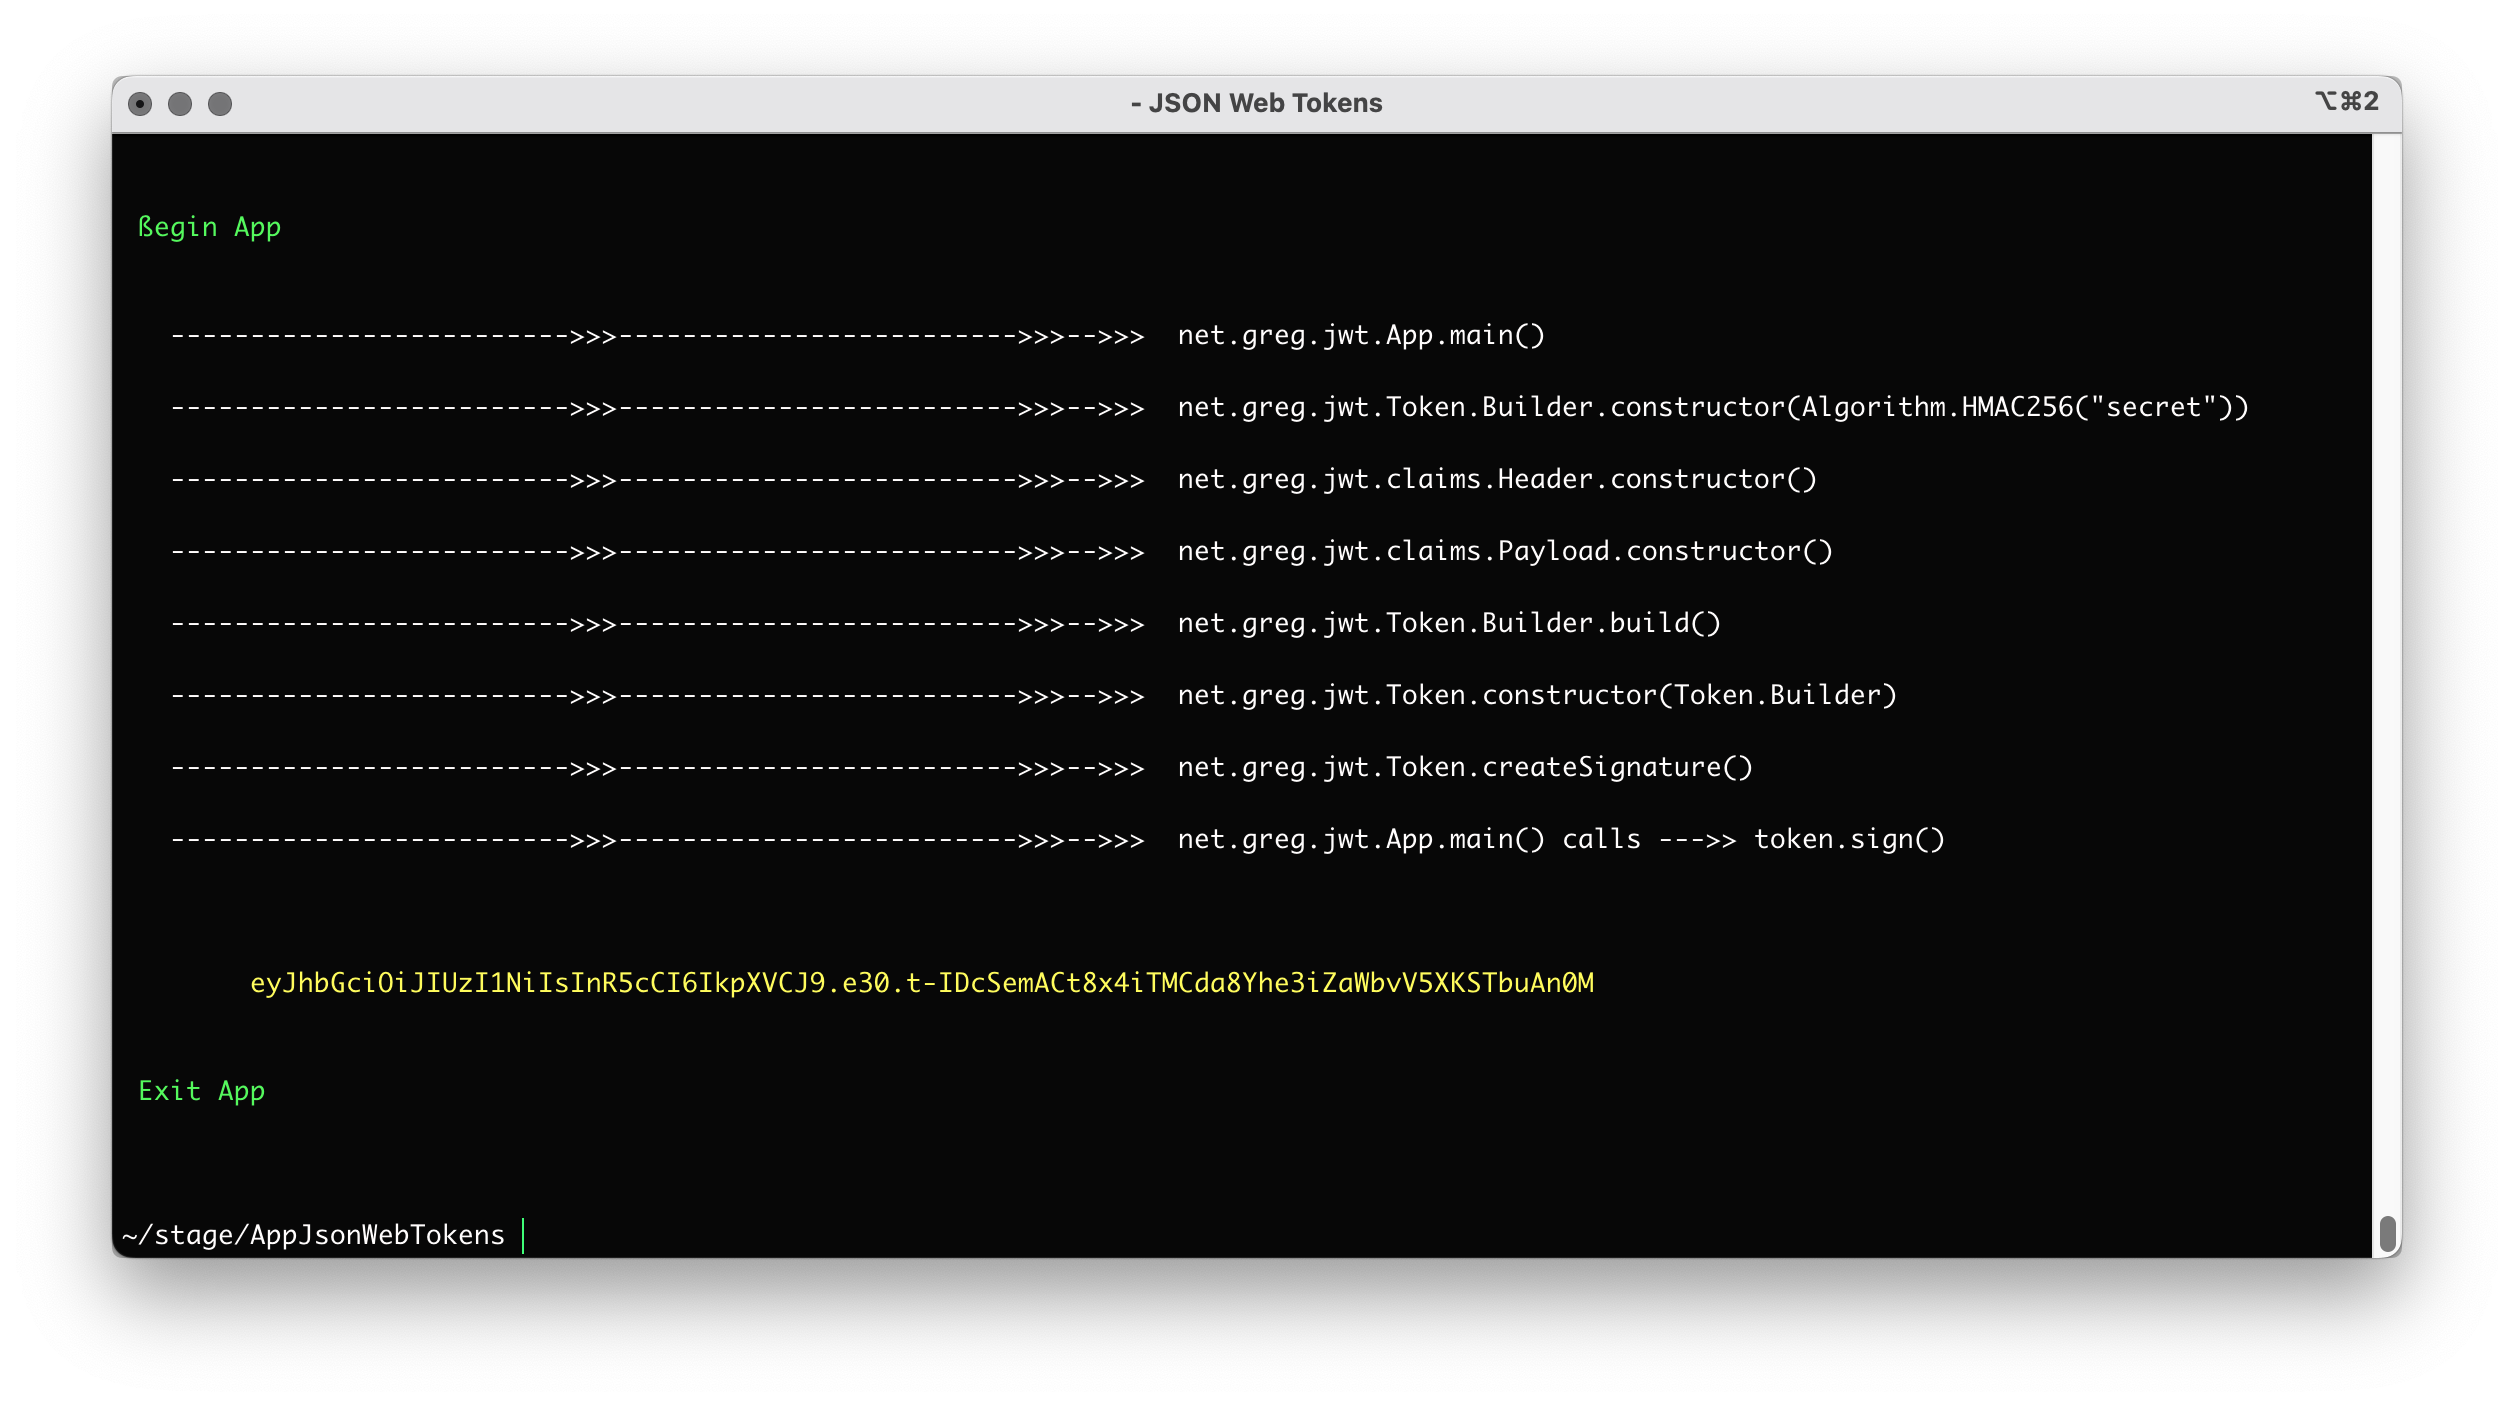 - JSON Web Tokens
⌥⌘2
ßegin App
------------------------->>>------------------------->>>-->>>  net.greg.jwt.App.main()
------------------------->>>------------------------->>>-->>>  net.greg.jwt.Token.Builder.constructor(Algorithm.HMAC256("secret"))
------------------------->>>------------------------->>>-->>>  net.greg.jwt.claims.Header.constructor()
------------------------->>>------------------------->>>-->>>  net.greg.jwt.claims.Payload.constructor()
------------------------->>>------------------------->>>-->>>  net.greg.jwt.Token.Builder.build()
------------------------->>>------------------------->>>-->>>  net.greg.jwt.Token.constructor(Token.Builder)
------------------------->>>------------------------->>>-->>>  net.greg.jwt.Token.createSignature()
------------------------->>>------------------------->>>-->>>  net.greg.jwt.App.main() calls --->> token.sign()
eyJhbGciOiJIUzI1NiIsInR5cCI6IkpXVCJ9.e30.t-IDcSemACt8x4iTMCda8Yhe3iZaWbvV5XKSTbuAn0M
Exit App
~/stage/AppJsonWebTokens